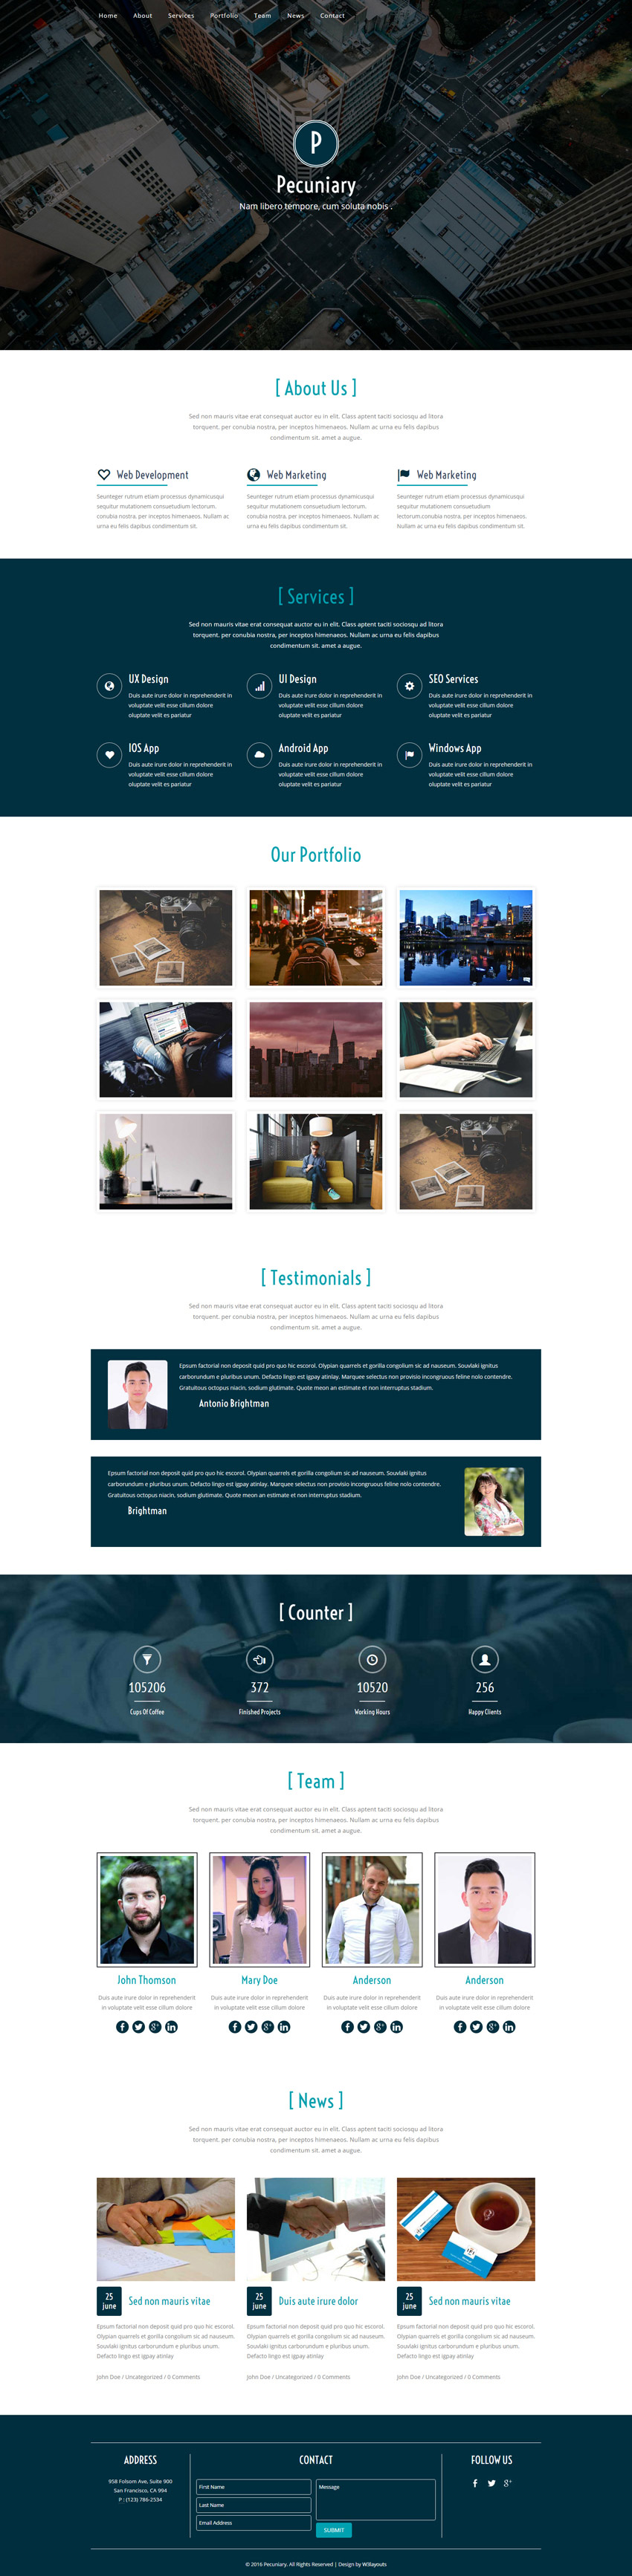 Home About Services Portfolio Team News Contact
P
Pecuniary
Nam libero tempore, cum soluta nobis .
[ About Us ]
Sed non mauris vitae erat consequat auctor eu in elit. Class aptent taciti sociosqu ad litora
torquent. per conubia nostra, per inceptos himenaeos. Nullam ac urna eu felis dapibus
condimentum sit. amet a augue.
Web Development
Seunteger rutrum etiam processus dynamicusqui
sequitur mutationem consuetudium lectorum.
conubia nostra, per inceptos himenaeos. Nullam ac
urna eu felis dapibus condimentum sit.
Web Marketing
Seunteger rutrum etiam processus dynamicusqui
sequitur mutationem consuetudium lectorum.
conubia nostra, per inceptos himenaeos. Nullam ac
urna eu felis dapibus condimentum sit.
Web Marketing
Seunteger rutrum etiam processus dynamicusqui
sequitur mutationem consuetudium
lectorum.conubia nostra, per inceptos himenaeos.
Nullam ac urna eu felis dapibus condimentum sit.
[ Services ]
Sed non mauris vitae erat consequat auctor eu in elit. Class aptent taciti sociosqu ad litora
torquent. per conubia nostra, per inceptos himenaeos. Nullam ac urna eu felis dapibus
condimentum sit. amet a augue.
UX Design
Duis aute irure dolor in reprehenderit in
voluptate velit esse cillum dolore
oluptate velit es pariatur
UI Design
Duis aute irure dolor in reprehenderit in
voluptate velit esse cillum dolore
oluptate velit es pariatur
SEO Services
Duis aute irure dolor in reprehenderit in
voluptate velit esse cillum dolore
oluptate velit es pariatur
IOS App
Duis aute irure dolor in reprehenderit in
voluptate velit esse cillum dolore
oluptate velit es pariatur
Android App
Duis aute irure dolor in reprehenderit in
voluptate velit esse cillum dolore
oluptate velit es pariatur
Windows App
Duis aute irure dolor in reprehenderit in
voluptate velit esse cillum dolore
oluptate velit es pariatur
Our Portfolio
[ Testimonials ]
Sed non mauris vitae erat consequat auctor eu in elit. Class aptent taciti sociosqu ad litora
torquent. per conubia nostra, per inceptos himenaeos. Nullam ac urna eu felis dapibus
condimentum sit. amet a augue.
Epsum factorial non deposit quid pro quo hic escorol. Olypian quarrels et gorilla congolium sic ad nauseum. Souvlaki ignitus
carborundum e pluribus unum. Defacto lingo est igpay atinlay. Marquee selectus non provisio incongruous feline nolo contendre.
Gratuitous octopus niacin, sodium glutimate. Quote meon an estimate et non interruptus stadium.
Antonio Brightman
Epsum factorial non deposit quid pro quo hic escorol. Olypian quarrels et gorilla congolium sic ad nauseum. Souvlaki ignitus
carborundum e pluribus unum. Defacto lingo est igpay atinlay. Marquee selectus non provisio incongruous feline nolo contendre.
Gratuitous octopus niacin, sodium glutimate. Quote meon an estimate et non interruptus stadium.
Brightman
[ Counter ]
105206 372 10520 256
Cups Of Coffee Finished Projects Working Hours Happy Clients
[ Team ]
Sed non mauris vitae erat consequat auctor eu in elit. Class aptent taciti sociosqu ad litora
torquent. per conubia nostra, per inceptos himenaeos. Nullam ac urna eu felis dapibus
condimentum sit. amet a augue.
John Thomson
Duis aute irure dolor in reprehenderit
in voluptate velit esse cillum dolore
Mary Doe
Duis aute irure dolor in reprehenderit
in voluptate velit esse cillum dolore
Anderson
Duis aute irure dolor in reprehenderit
in voluptate velit esse cillum dolore
Anderson
Duis aute irure dolor in reprehenderit
in voluptate velit esse cillum dolore
[ News ]
Sed non mauris vitae erat consequat auctor eu in elit. Class aptent taciti sociosqu ad litora
torquent. per conubia nostra, per inceptos himenaeos. Nullam ac urna eu felis dapibus
condimentum sit. amet a augue.
25
june
Sed non mauris vitae
Epsum factorial non deposit quid pro quo hic escorol.
Olypian quarrels et gorilla congolium sic ad nauseum.
Souvlaki ignitus carborundum e pluribus unum.
Defacto lingo est igpay atinlay
John Doe / Uncategorized / 0 Comments
25
june
Duis aute irure dolor
Epsum factorial non deposit quid pro quo hic escorol.
Olypian quarrels et gorilla congolium sic ad nauseum.
Souvlaki ignitus carborundum e pluribus unum.
Defacto lingo est igpay atinlay
John Doe / Uncategorized / 0 Comments
25
june
Sed non mauris vitae
Epsum factorial non deposit quid pro quo hic escorol.
Olypian quarrels et gorilla congolium sic ad nauseum.
Souvlaki ignitus carborundum e pluribus unum.
Defacto lingo est igpay atinlay
John Doe / Uncategorized / 0 Comments
ADDRESS
958 Folsom Ave, Suite 900
San Francisco, CA 994
P : (123) 786-2534
CONTACT
First Name
Last Name
Email Address
Message
SUBMIT
FOLLOW US
© 2016 Pecuniary. All Rights Reserved | Design by W3layouts